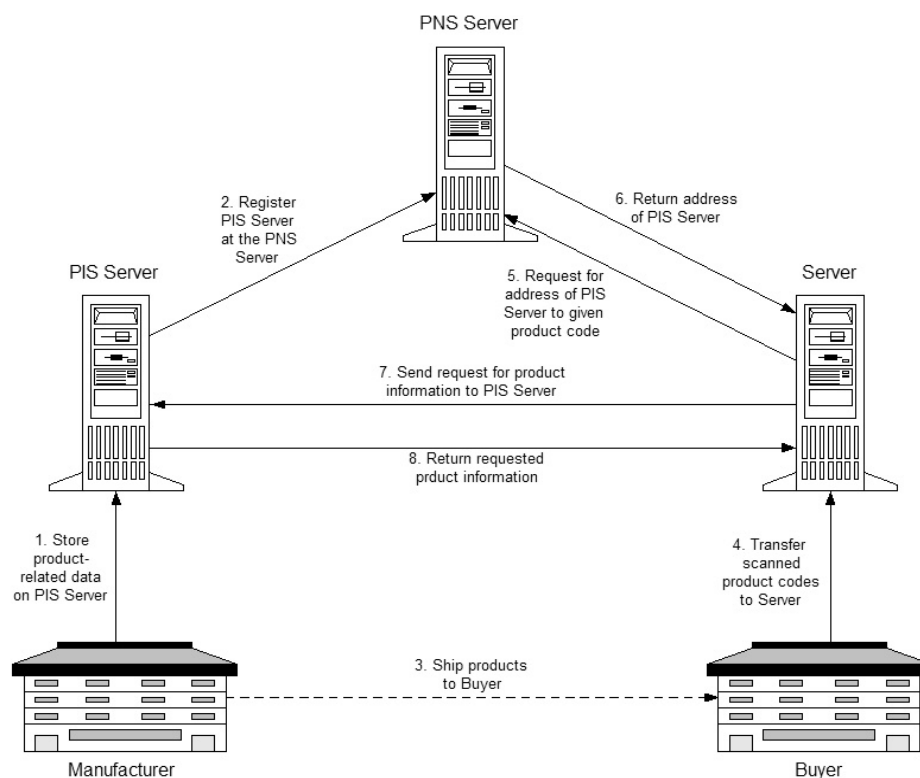 PNS Server
2. Register
PIS Server
at the PNS
Server
6. Return address
of PIS Server
PIS Server
5. Request for
address of PIS
Server to given
product code
Server
7. Send request for product
information to PIS Server
8. Return requested
prduct information
1. Store
product-
related data
on PIS Server
4. Transfer
scanned
product codes
to Server
3. Ship products
to Buyer
Manufacturer
Buyer